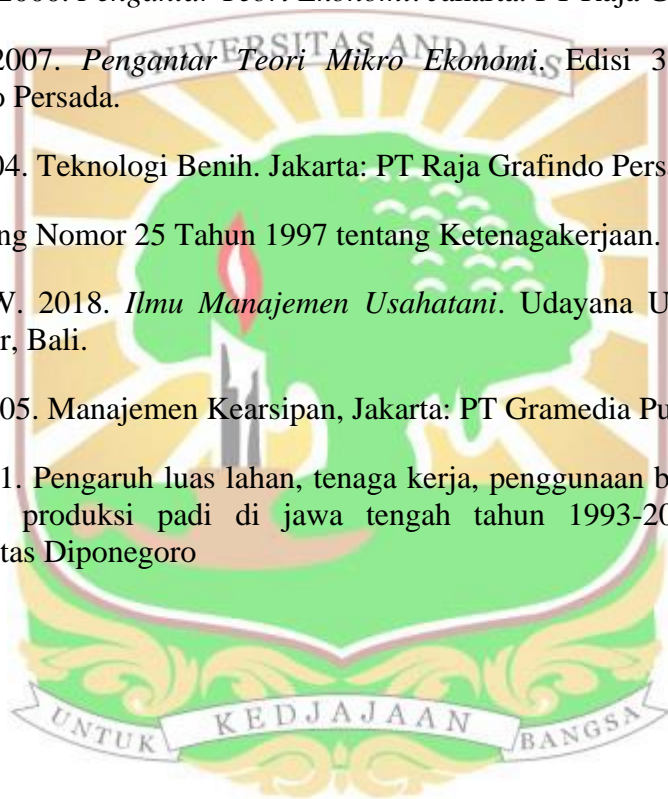 2000. Pengantar Teori Ekonomi. Jakarta: PT Raja G
UNIVERSITAS ANDALAS
2007. Pengantar Teori Mikro Ekonomi. Edisi 3
o Persada.
04. Teknologi Benih. Jakarta: PT Raja Grafindo Persa
ng Nomor 25 Tahun 1997 tentang Ketenagakerjaan.
W. 2018. Ilmu Manajemen Usahatani. Udayana U
r, Bali.
05. Manajemen Kearsipan, Jakarta: PT Gramedia Pu
1. Pengaruh luas lahan, tenaga kerja, penggunaan b
produksi padi di jawa tengah tahun 1993-20
tas Diponegoro
UNTUK KEDJAJAAN BANGSA